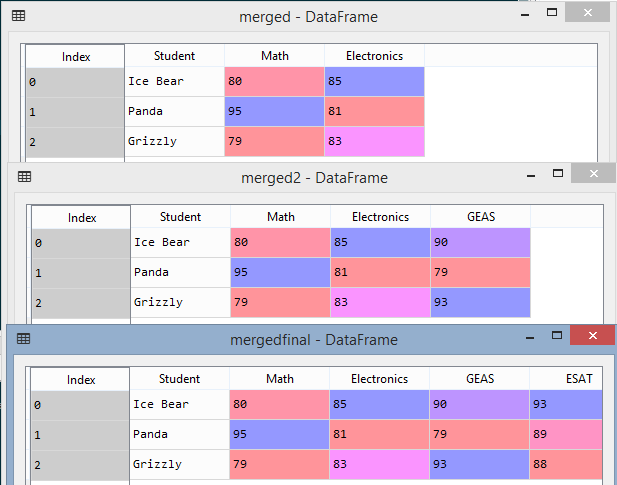 merged - DataFrame
Index Student Math Electronics
0 Ice Bear 80 85
1 Panda 95 81
2 Grizzly 79 83
merged2 - DataFrame
Index Student Math Electronics GEAS
0 Ice Bear 80 85 90
1 Panda 95 81 79
2 Grizzly 79 83 93
mergedfinal - DataFrame
Index Student Math Electronics GEAS ESAT
0 Ice Bear 80 85 90 93
1 Panda 95 81 79 89
2 Grizzly 79 83 93 88